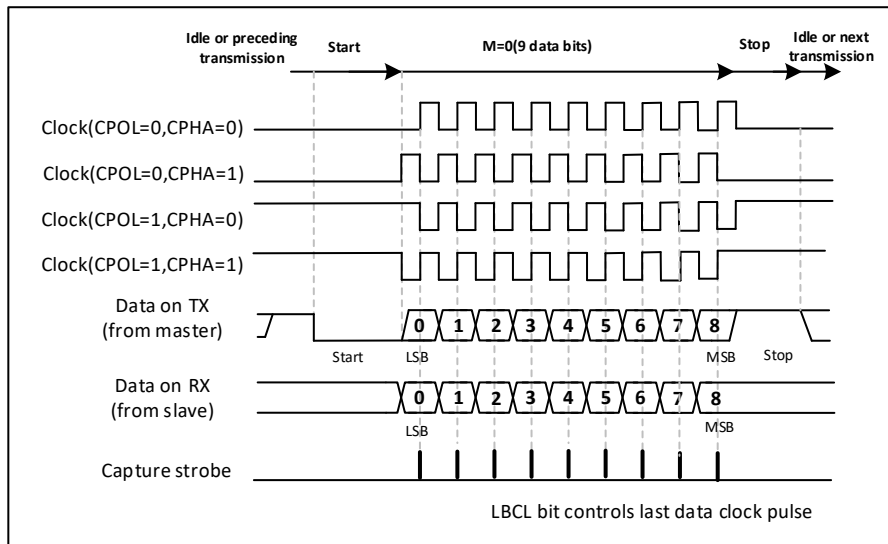 Idle or preceding
transmission
Start
M=0(9 data bits)
Stop
Idle or next
transmission
Clock(CPOL=0,CPHA=0)
Clock(CPOL=0,CPHA=1)
Clock(CPOL=1,CPHA=0)
Clock(CPOL=1,CPHA=1)
Data on TX
(from master)
0 1 2 3 4 5 6 7 8
Start
LSB
MSB
Stop
Data on RX
(from slave)
0 1 2 3 4 5 6 7 8
LSB
MSB
Capture strobe
LBCL bit controls last data clock pulse